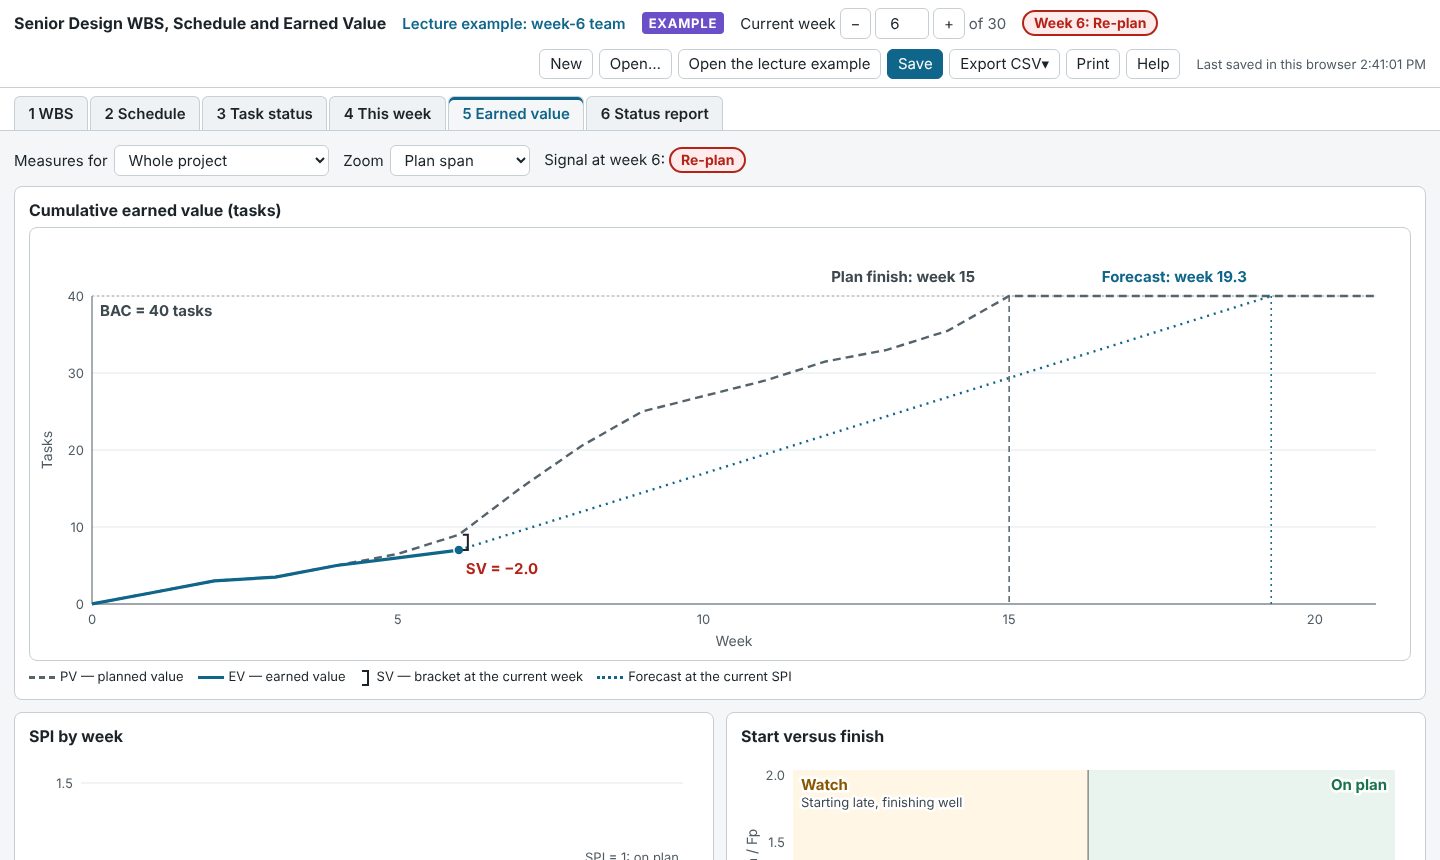 Senior Design WBS, Schedule and Earned Value Lecture example: week-6 team EXAMPLE Current week – 6 + of 30 Week 6: Re-plan
New Open... Open the lecture example Save Export CSV▾ Print Help Last saved in this browser 2:41:01 PM
1 WBS 2 Schedule 3 Task status 4 This week 5 Earned value 6 Status report
Measures for Whole project Zoom Plan span Signal at week 6: Re-plan
Cumulative earned value (tasks)
Plan finish: week 15 Forecast: week 19.3
40
BAC = 40 tasks
30
20
Tasks
10
SV = −2.0
0
0 5 10 15 20
Week
PV — planned value EV — earned value SV — bracket at the current week Forecast at the current SPI
SPI by week
1.5
SPI = 1: on plan
Start versus finish
2.0
Watch On plan
Starting late, finishing well
1.5
/ Fp